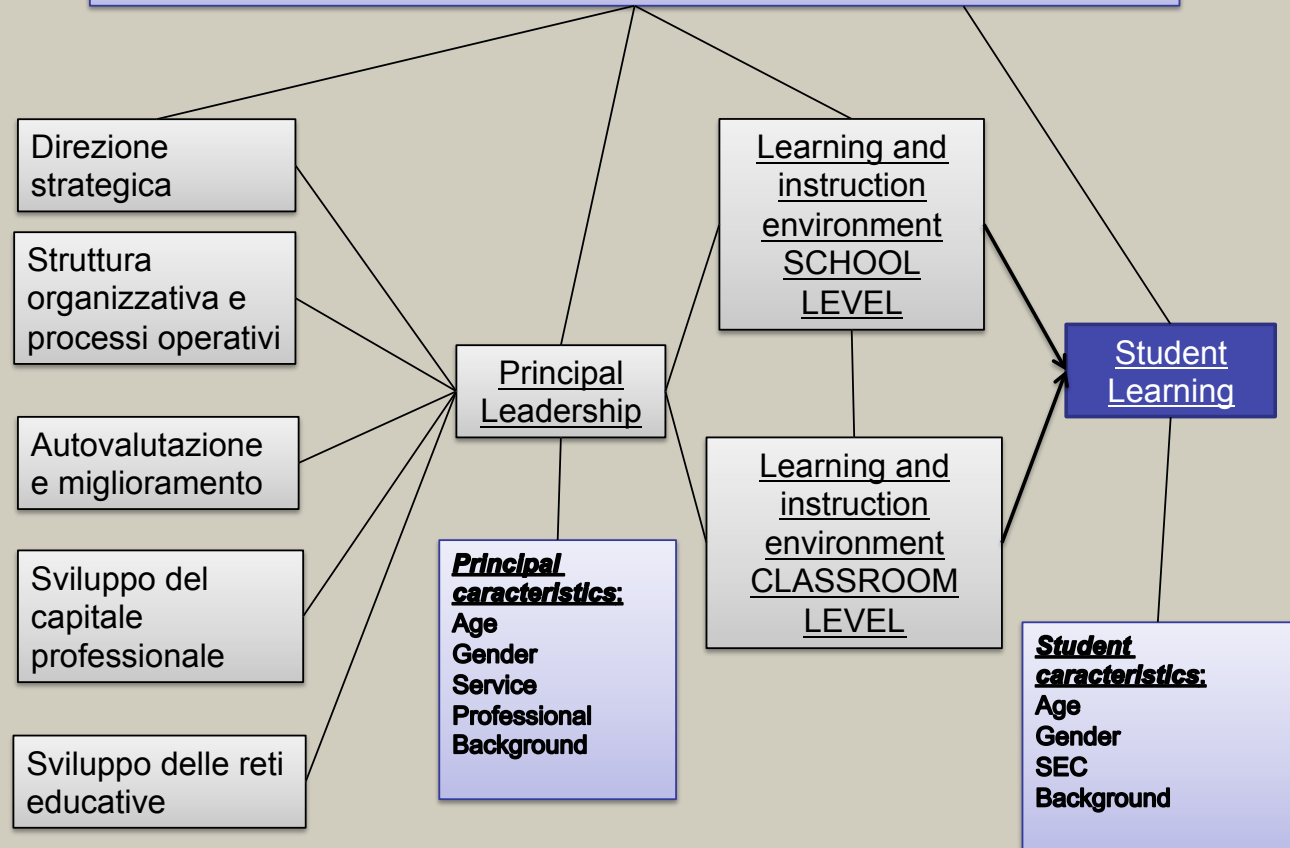 Direzione
strategica
Struttura
organizzativa e
processi operativi
Autovalutazione
e miglioramento
Sviluppo del
capitale
professionale
Sviluppo delle reti
educative
Principal
Leadership
Principal
caracteristics:
Age
Gender
Service
Professional
Background
Learning and
instruction
environment
SCHOOL
LEVEL
Learning and
instruction
environment
CLASSROOM
LEVEL
Student
Learning
Student
caracteristics:
Age
Gender
SEC
Background